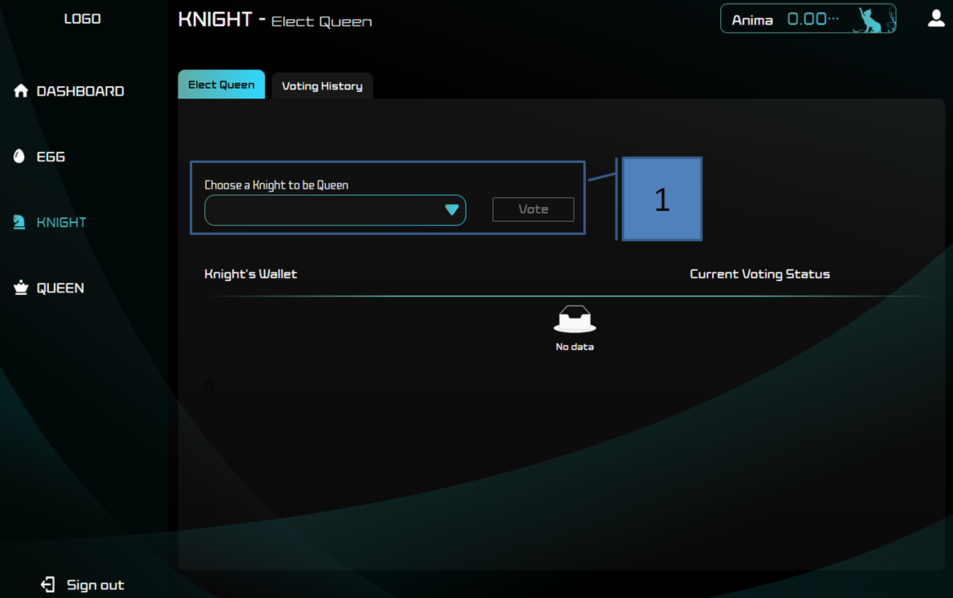 LOGO
KNIGHT - Elect Queen
Anima 0.00···
Elect Queen
Voting History
DASHBOARD
EGG
KNIGHT
QUEEN
Choose a Knight to be Queen
Vote
1
Knight's Wallet
Current Voting Status
No data
Sign out